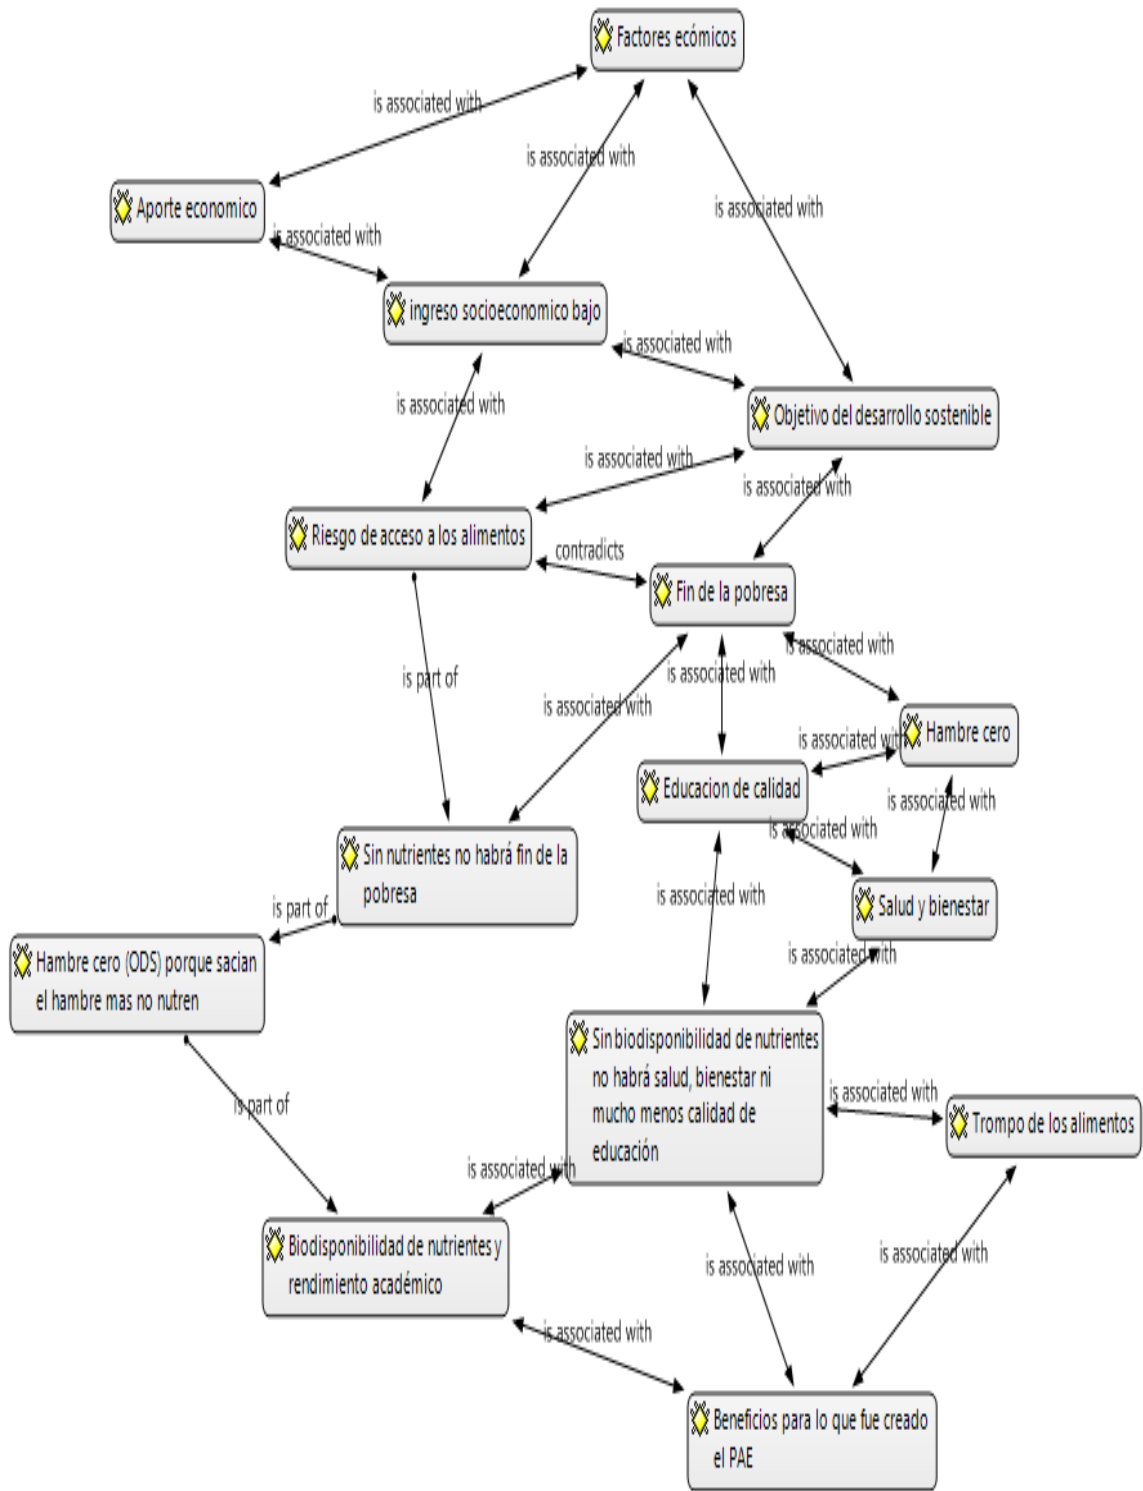 Factores ecómicos
is associated with
is associated with
is associated with
Aporte economico
is associated with
ingreso socioeconomico bajo
is associated with
is associated with
Objetivo del desarrollo sostenible
is associated with
is associated with
Riesgo de acceso a los alimentos
contradicts
Fin de la pobresa
is associated with
is associated with
is part of
is associated with
Hambre cero
is associated with
Educacion de calidad
is associated with
is associated with
Sin nutrientes no habrá fin de la
pobresa
is associated with
Salud y bienestar
is part of
is associated with
Hambre cero (ODS) porque sacian
el hambre mas no nutren
Sin biodisponibilidad de nutrientes
no habrá salud, bienestar ni
mucho menos calidad de
educación
is associated with
Trompo de los alimentos
is part of
is associated with
Biodisponibilidad de nutrientes y
rendimiento académico
is associated with
is associated with
is associated with
Beneficios para lo que fue creado
el PAE